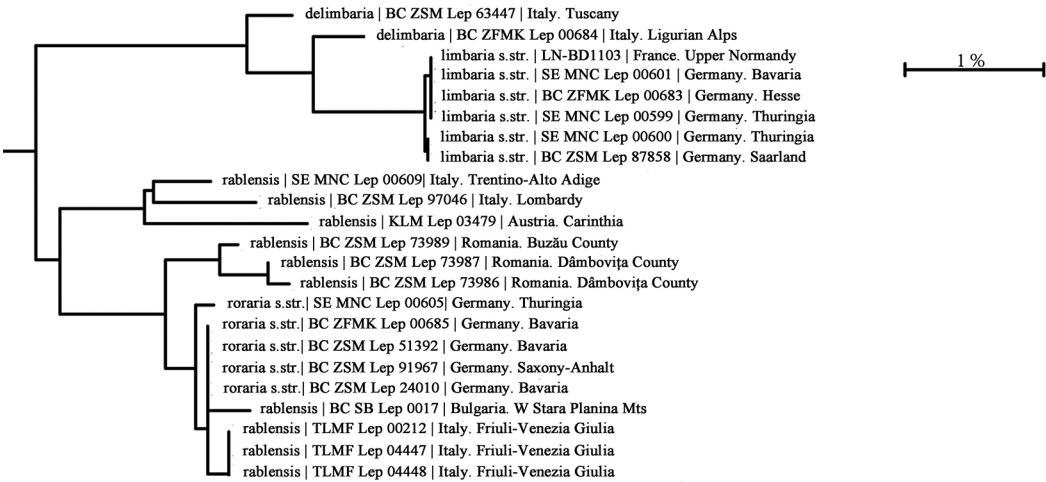 delimbaria | BC ZSM Lep 63447 | Italy. Tuscany
delimbaria | BC ZFMK Lep 00684 | Italy. Ligurian Alps
limbaria s.str. | LN-BD1103 | France. Upper Normandy
1 %
limbaria s.str. | SE MNC Lep 00601 | Germany. Bavaria
limbaria s.str. | BC ZFMK Lep 00683 | Germany. Hesse
limbaria s.str. | SE MNC Lep 00599 | Germany. Thuringia
limbaria s.str. | SE MNC Lep 00600 | Germany. Thuringia
limbaria s.str. | BC ZSM Lep 87858 | Germany. Saarland
rablensis | SE MNC Lep 00609| Italy. Trentino-Alto Adige
rablensis | BC ZSM Lep 97046 | Italy. Lombardy
rablensis | KLM Lep 03479 | Austria. Carinthia
rablensis | BC ZSM Lep 73989 | Romania. Buzău County
rablensis | BC ZSM Lep 73987 | Romania. Dâmbovița County
rablensis | BC ZSM Lep 73986 | Romania. Dâmbovița County
roraria s.str.| SE MNC Lep 00605| Germany. Thuringia
roraria s.str.| BC ZFMK Lep 00685 | Germany. Bavaria
roraria s.str.| BC ZSM Lep 51392 | Germany. Bavaria
roraria s.str.| BC ZSM Lep 91967 | Germany. Saxony-Anhalt
roraria s.str.| BC ZSM Lep 24010 | Germany. Bavaria
rablensis | BC SB Lep 0017 | Bulgaria. W Stara Planina Mts
rablensis | TLMF Lep 00212 | Italy. Friuli-Venezia Giulia
rablensis | TLMF Lep 04447 | Italy. Friuli-Venezia Giulia
rablensis | TLMF Lep 04448 | Italy. Friuli-Venezia Giulia